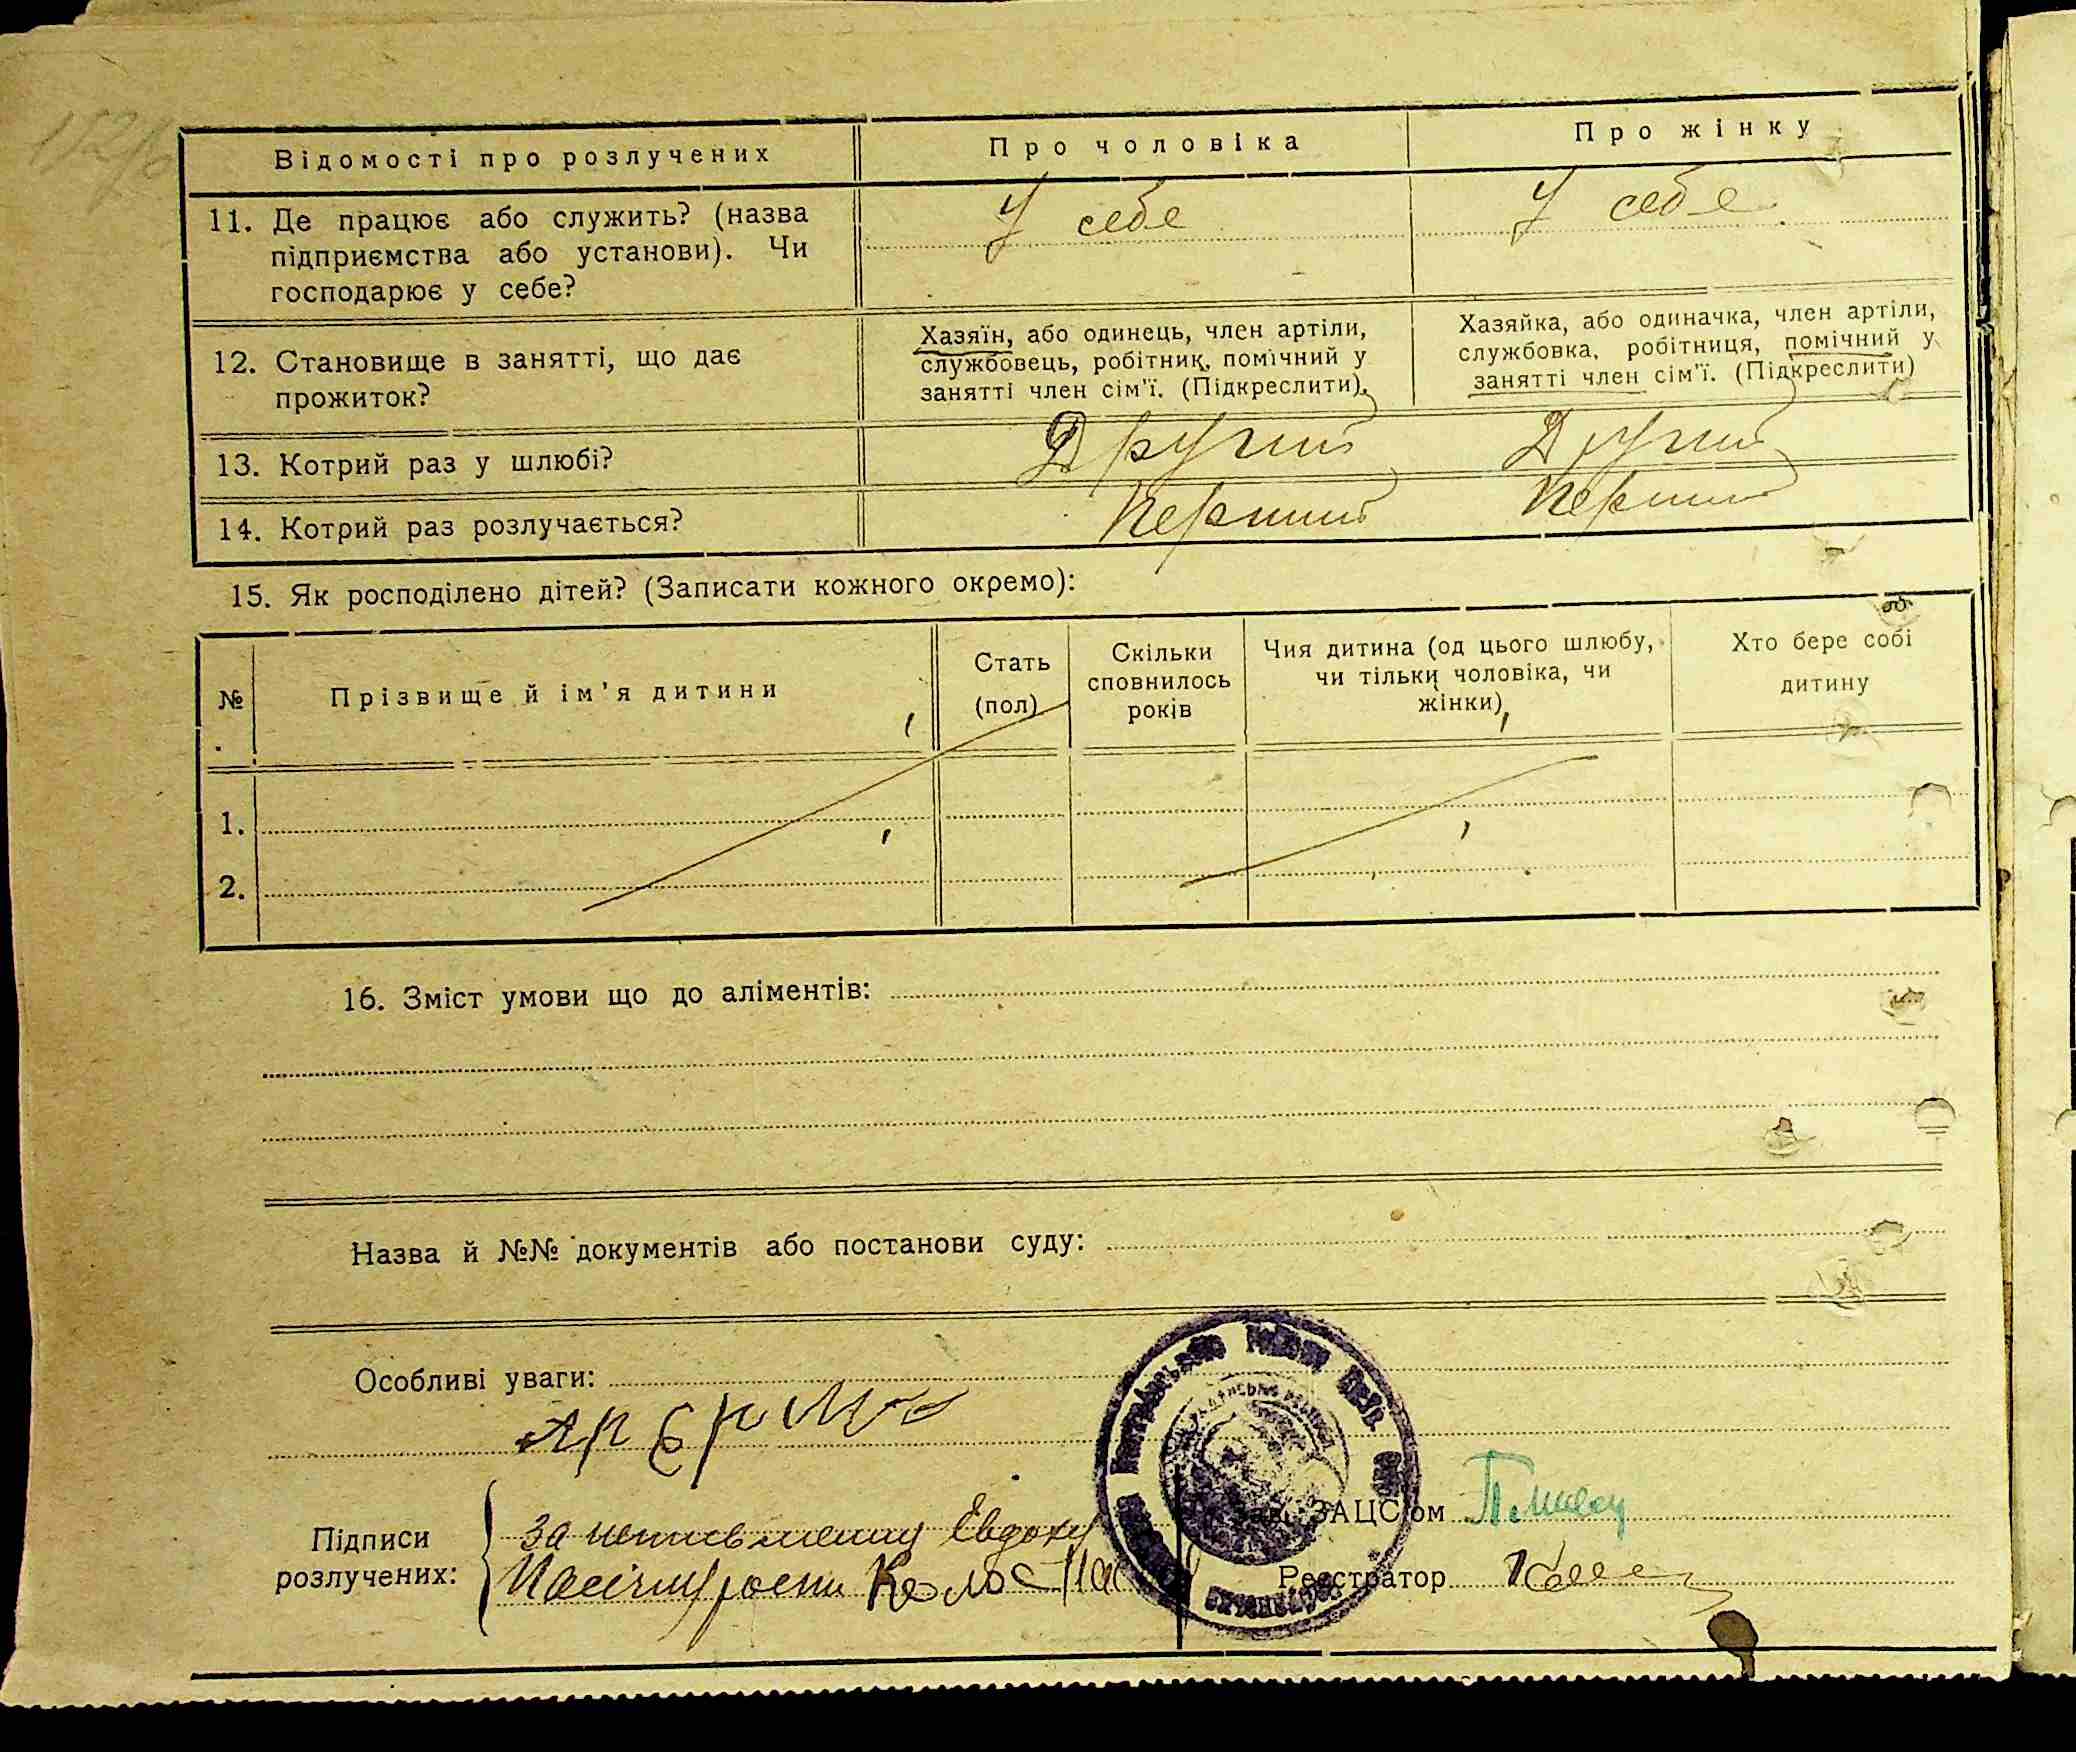 Відомості про розлучених
Про чоловіка
Про жінку
11. Де працює або служить? (назва
підприємства або установи). Чи
господарює у себе?
У себе
У себе
12. Становище в занятті, що дає
прожиток?
Хазяїн, або одинець, член артіли,
службовець, робітник, помічний у
занятті член сім'ї. (Підкреслити).
Хазяйка, або одиначка, член артіли,
службовка, робітниця, помічний у
занятті член сім'ї. (Підкреслити)
13. Котрий раз у шлюбі?
Другий
Другий
14. Котрий раз розлучається?
Перший
Перший
15. Як росподілено дітей? (Записати кожного окремо):
№
Прізвище й ім'я дитини
Стать
(пол)
Скільки
сповнилось
років
Чия дитина (од цього шлюбу,
чи тільки чоловіка, чи
жінки)
Хто бере собі
дитину
1.
2.
16. Зміст умови що до аліментів:
Назва й №№ документів або постанови суду:
Особливі уваги:
Підписи
розлучених:
за неписьменну Євдоху
ЗАЦС'ом
Реєстратор